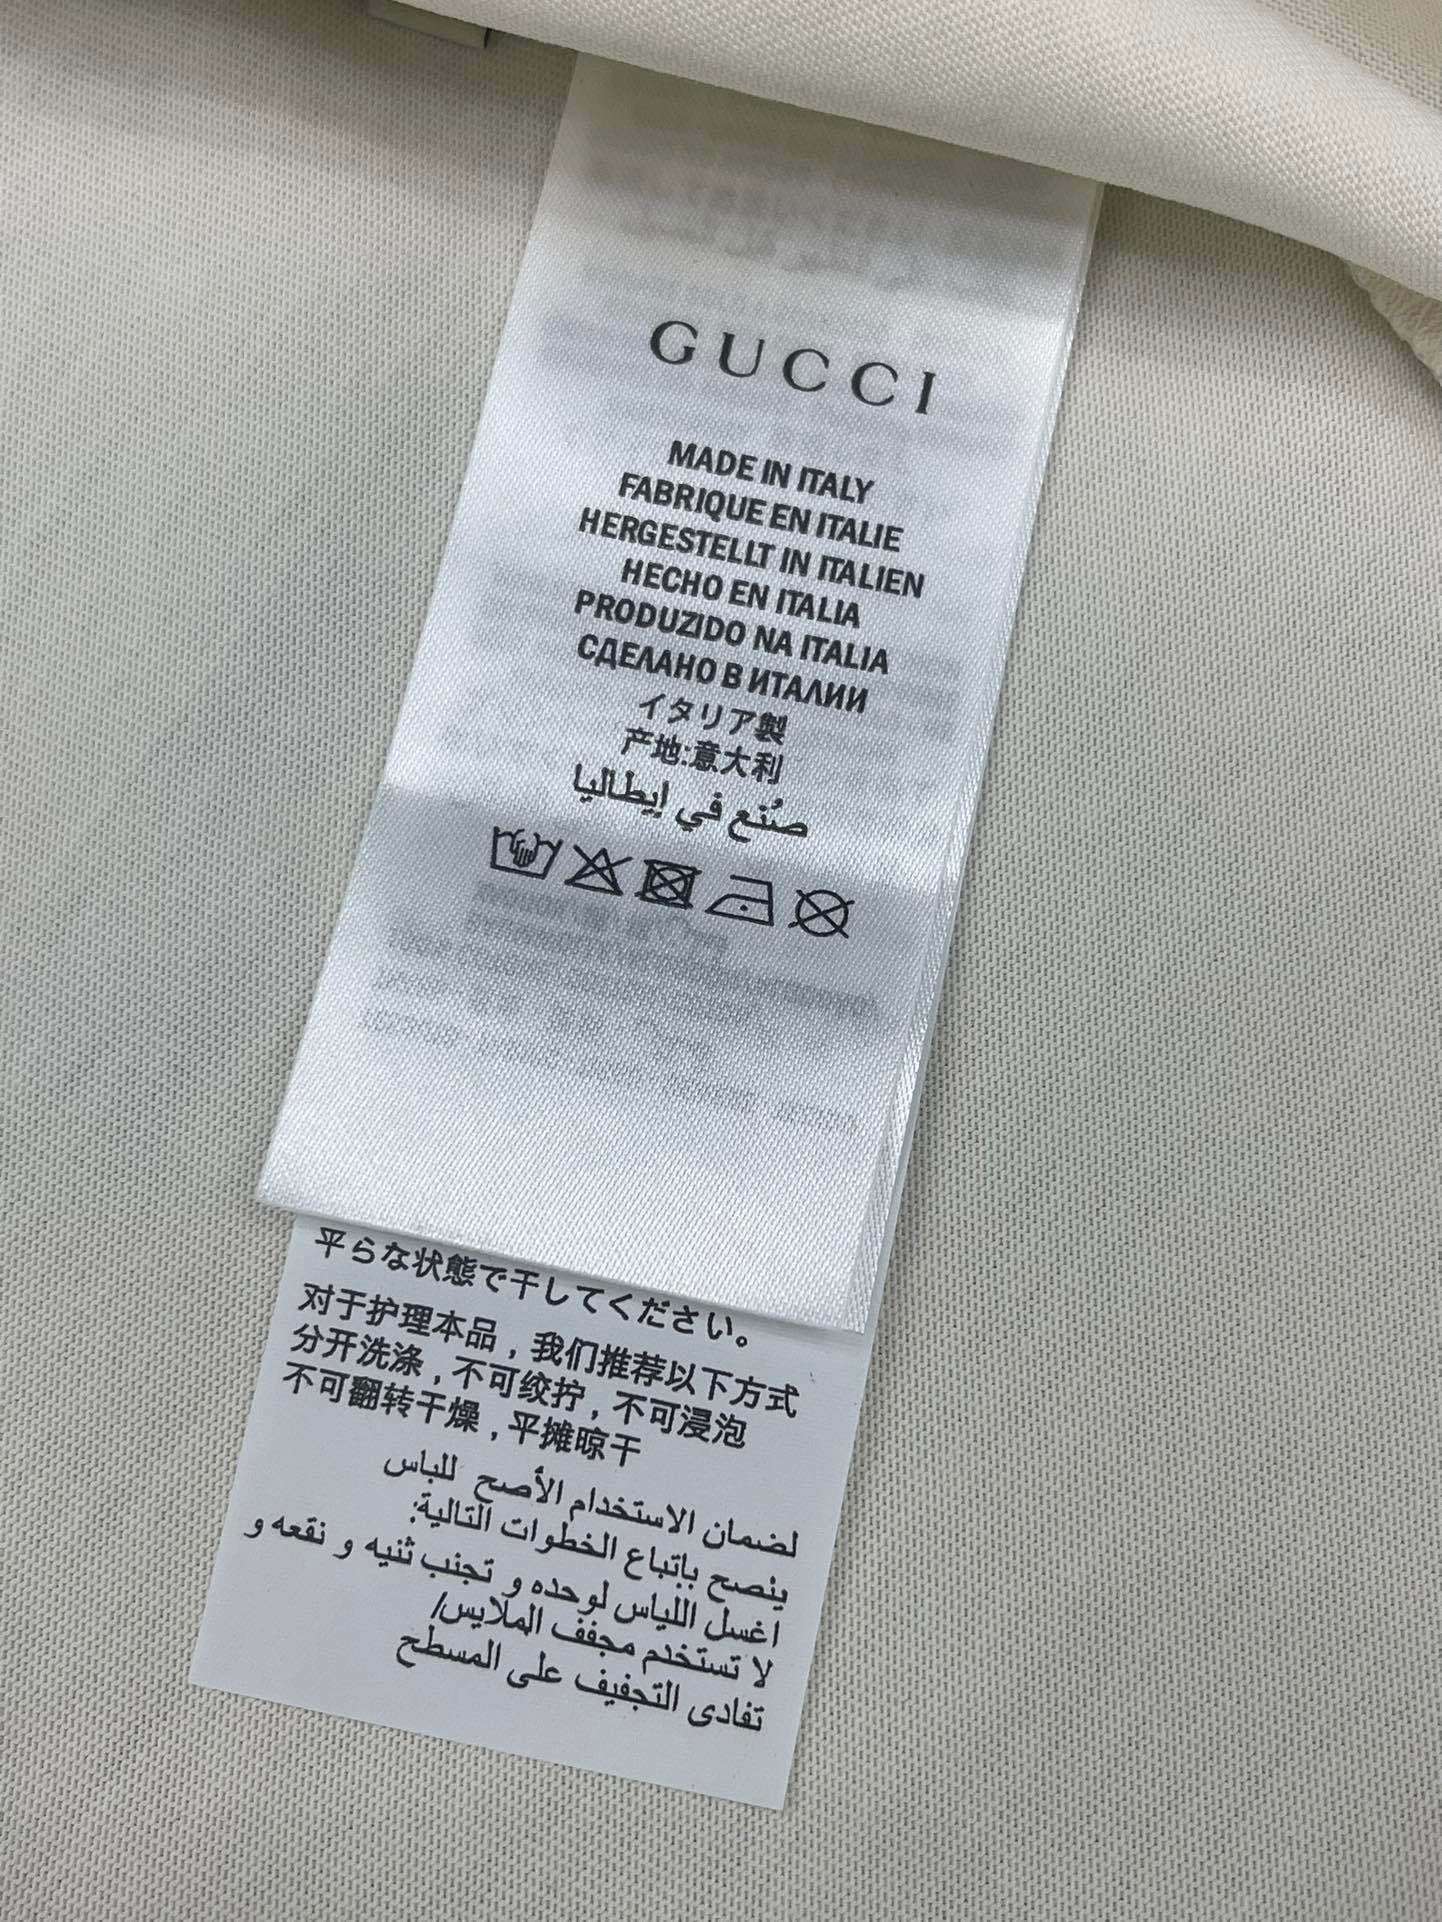 GUCCI
MADE IN ITALY
FABRIQUE EN ITALIE
HERGESTELLT IN ITALIEN
HECHO EN ITALIA
PRODUZIDO NA ITALIA
СДЕЛАНО В ИТАЛИИ
イタリア製
产地:意大利
صُنع في إيطاليا
平らな状態で干してください。
对于护理本品,我们推荐以下方式
分开洗涤,不可绞拧,不可浸泡
不可翻转干燥,平摊晾干
لضمان الاستخدام الأصح للباس
ينصح بإتباع الخطوات التالية:
اغسل اللباس لوحده و تجنب ثنيه و نقعه و
لا تستخدم مجفف الملابس/
تفادى التجفيف على المسطح